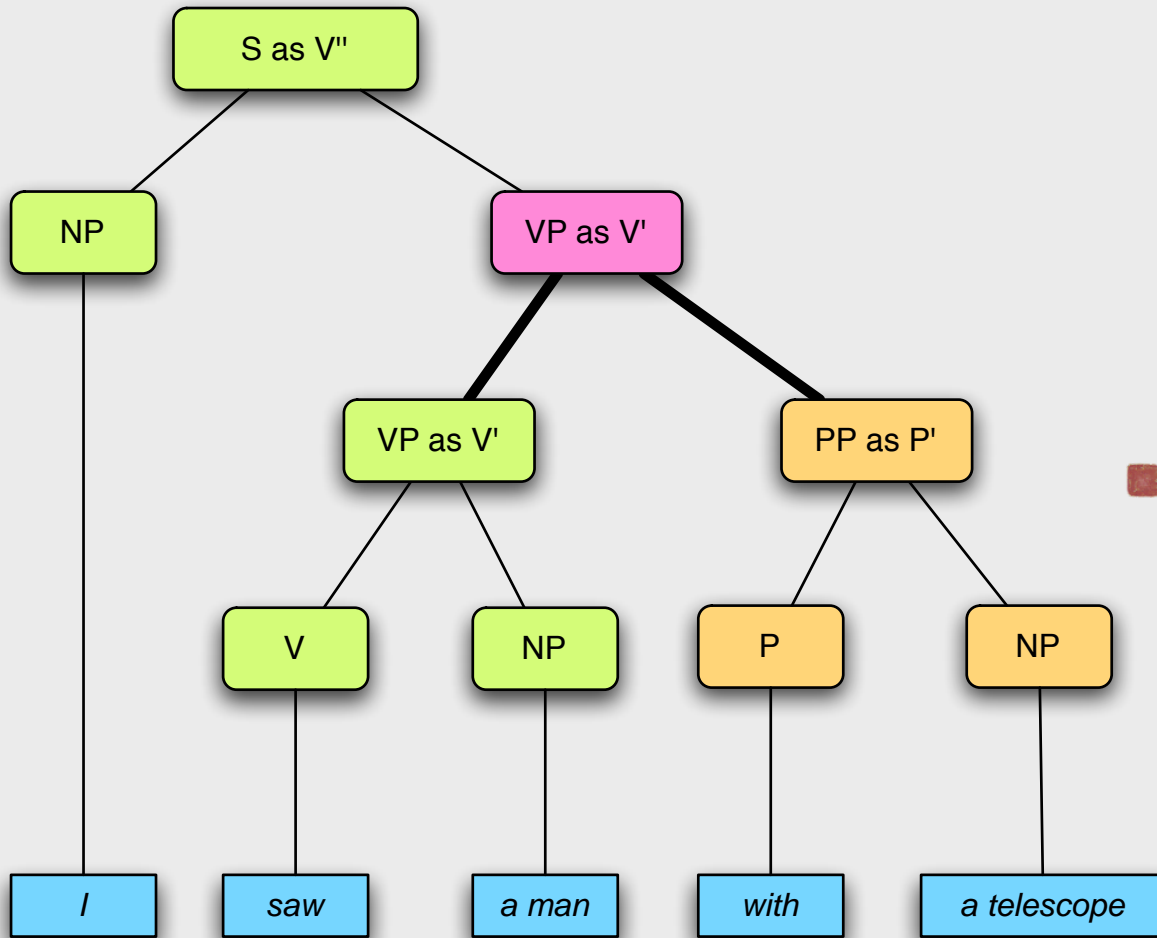 S as V"
NP
VP as V'
VP as V'
PP as P'
V
NP
P
NP
I
saw
a man
with
a telescope